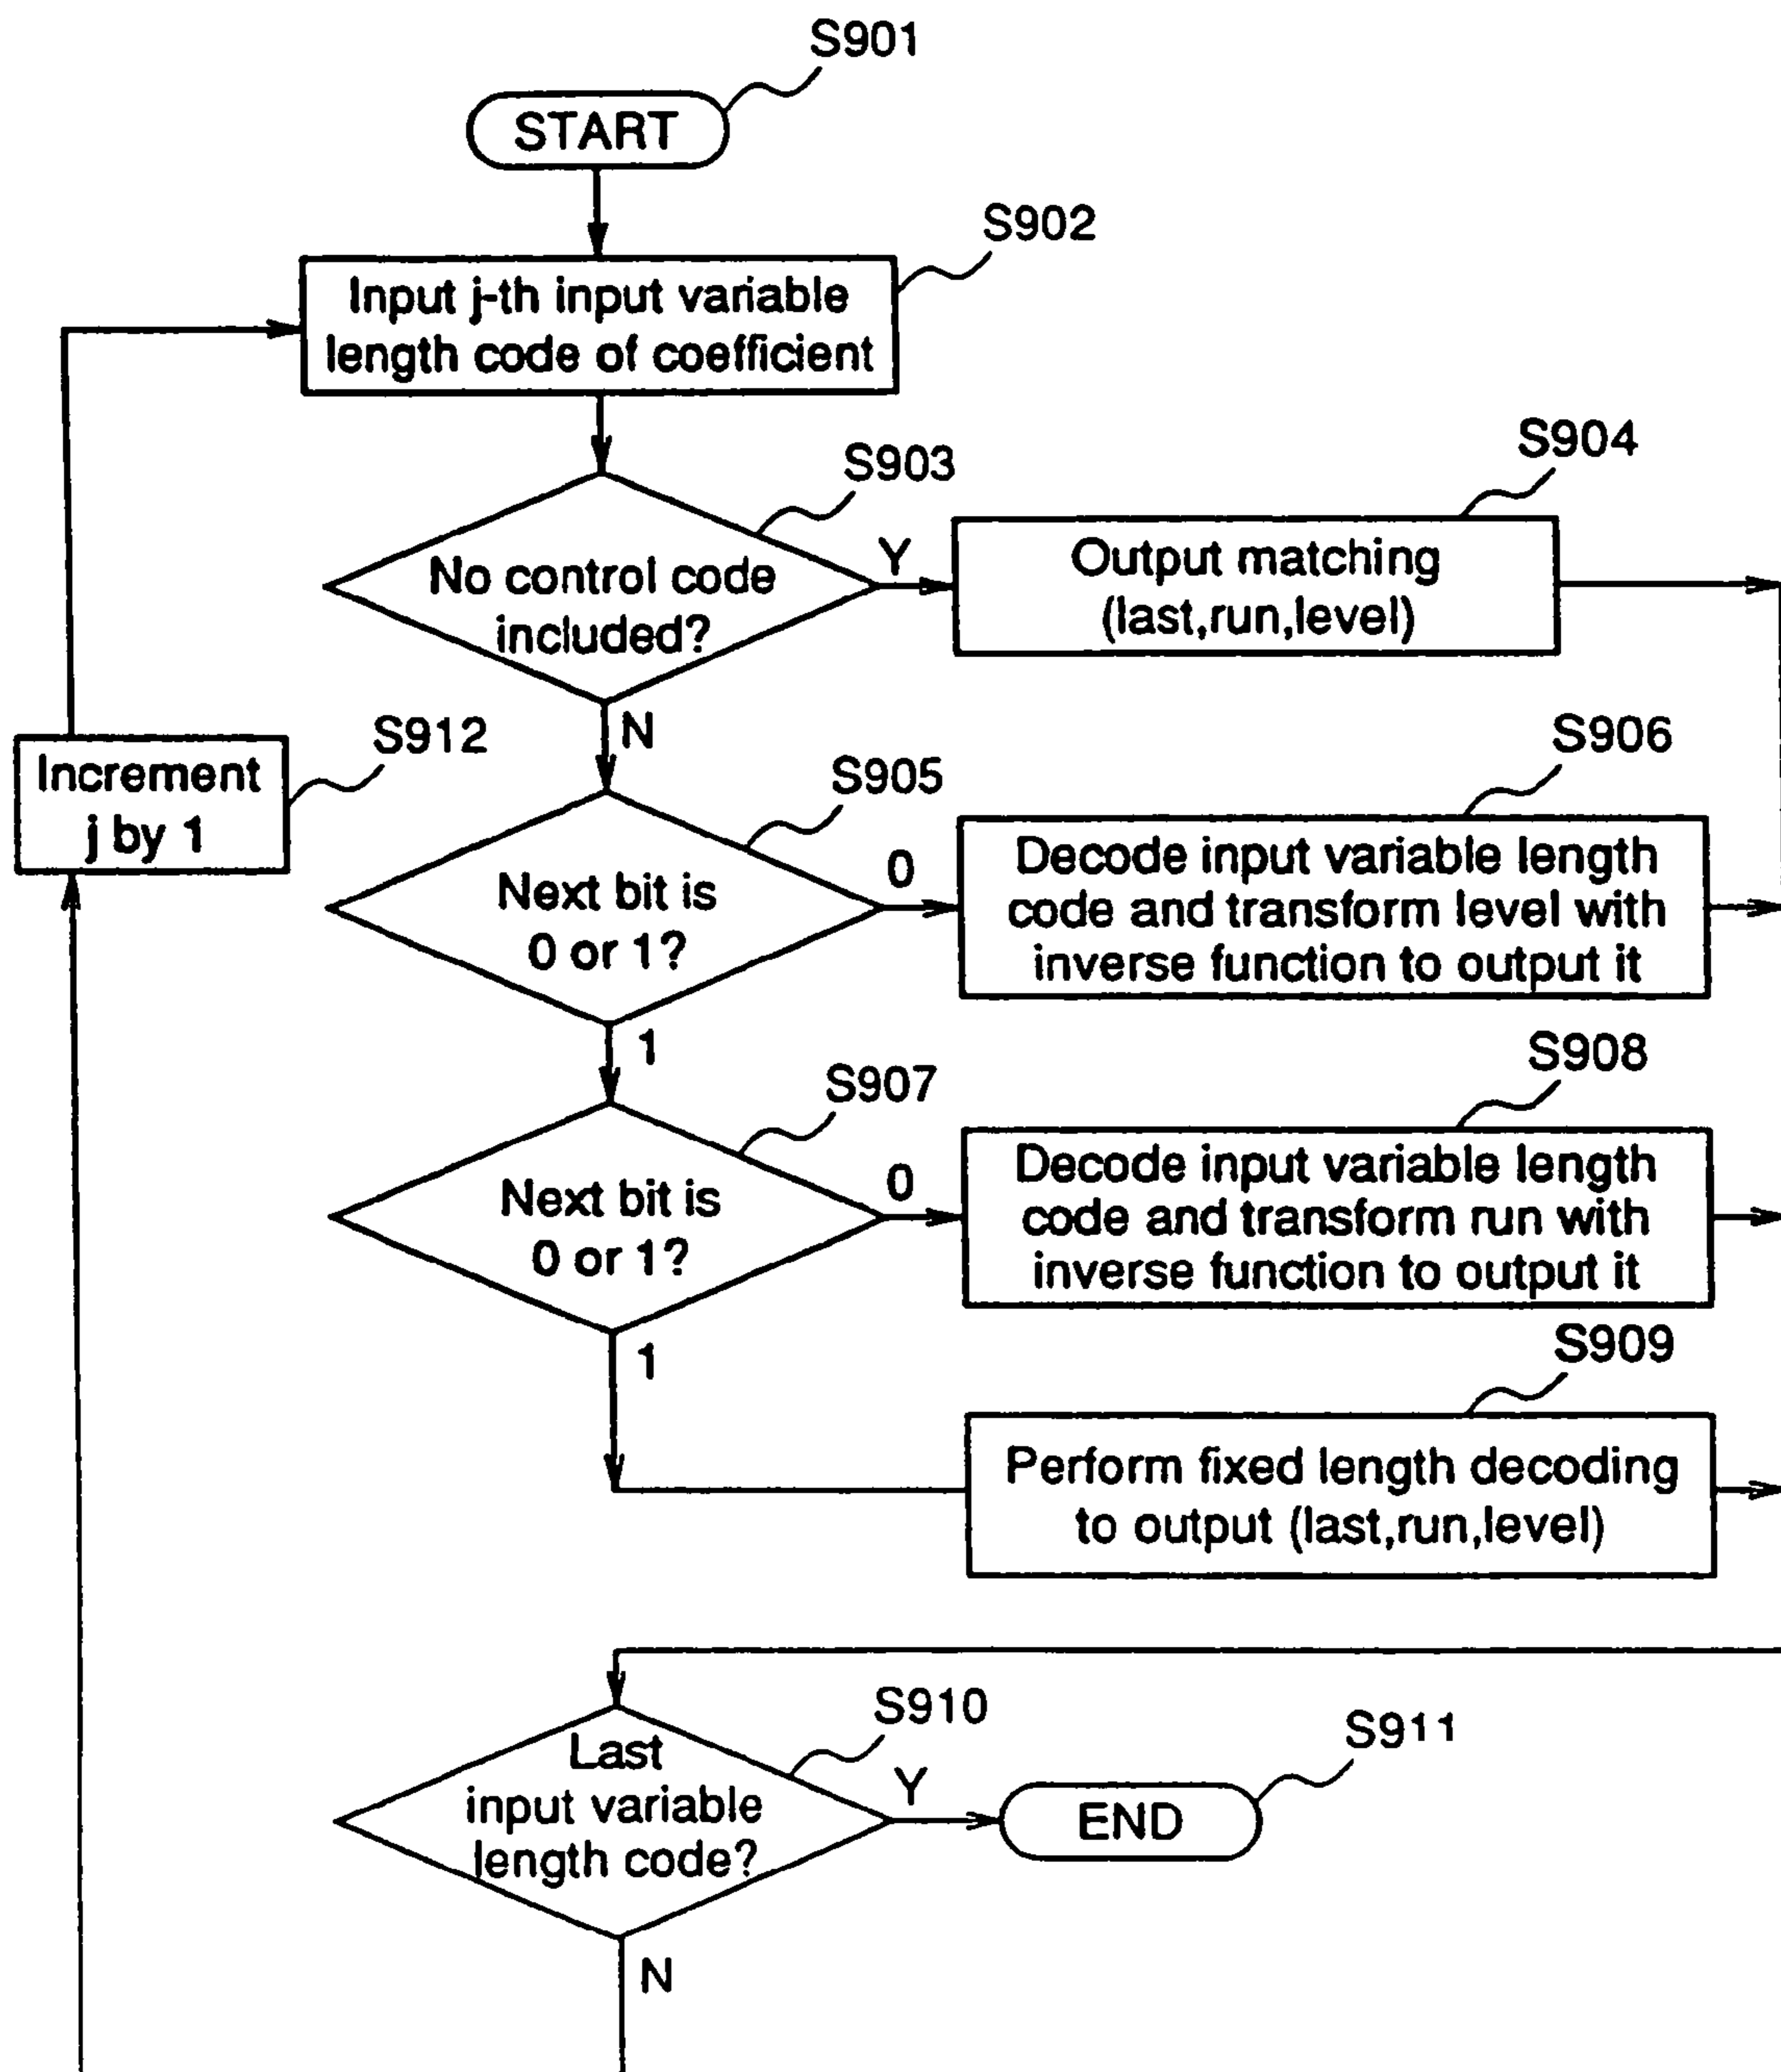 S901
START
S902
Input j-th input variable
length code of coefficient
S903
No control code
included?
Y
S904
Output matching
(last,run,level)
N
S912
Increment
j by 1
S905
Next bit is
0 or 1?
0
S906
Decode input variable length
code and transform level with
inverse function to output it
1
S907
Next bit is
0 or 1?
0
S908
Decode input variable length
code and transform run with
inverse function to output it
1
S909
Perform fixed length decoding
to output (last,run,level)
S910
Last
input variable
length code?
Y
S911
END
N